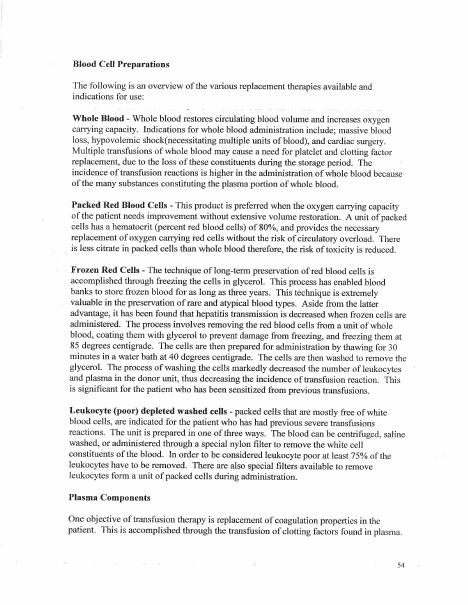 Blood Cell Preparations
The following is an overview of the various replacement therapies available and
indications for use:
Whole Blood - Whole blood restores circulating blood volume and increases oxygen
carrying capacity. Indications for whole blood administration include; massive blood
loss, hypovolemic shock(necessitating multiple units of blood), and cardiac surgery.
Multiple transfusions of whole blood may cause a need for platelet and clotting factor
replacement, due to the loss of these constituents during the storage period. The
incidence of transfusion reactions is higher in the administration of whole blood because
of the many substances constituting the plasma portion of whole blood.
Packed Red Blood Cells - This product is preferred when the oxygen carrying capacity
of the patient needs improvement without extensive volume restoration. A unit of packed
cells has a hematocrit (percent red blood cells) of 80%, and provides the necessary
replacement of oxygen carrying red cells without the risk of circulatory overload. There
is less citrate in packed cells than whole blood therefore, the risk of toxicity is reduced.
Frozen Red Cells - The technique of long-term preservation of red blood cells is
accomplished through freezing the cells in glycerol. This process has enabled blood
banks to store frozen blood for as long as three years. This technique is extremely
valuable in the preservation of rare and atypical blood types. Aside from the latter
advantage, it has been found that hepatitis transmission is decreased when frozen cells are
administered. The process involves removing the red blood cells from a unit of whole
blood, coating them with glycerol to prevent damage from freezing, and freezing them at
85 degrees centigrade. The cells are then prepared for administration by thawing for 30
minutes in a water bath at 40 degrees centigrade. The cells are then washed to remove the
glycerol. The process of washing the cells markedly decreased the number of leukocytes
and plasma in the donor unit, thus decreasing the incidence of transfusion reaction. This
is significant for the patient who has been sensitized from previous transfusions.
Leukocyte (poor) depleted washed cells - packed cells that are mostly free of white
blood cells, are indicated for the patient who has had previous severe transfusions
reactions. The unit is prepared in one of three ways. The blood can be centrifuged, saline
washed, or administered through a special nylon filter to remove the white cell
constituents of the blood. In order to be considered leukocyte poor at least 75% of the
leukocytes have to be removed. There are also special filters available to remove
leukocytes form a unit of packed cells during administration.
Plasma Components
One objective of transfusion therapy is replacement of coagulation properties in the
patient. This is accomplished through the transfusion of clotting factors found in plasma.
54